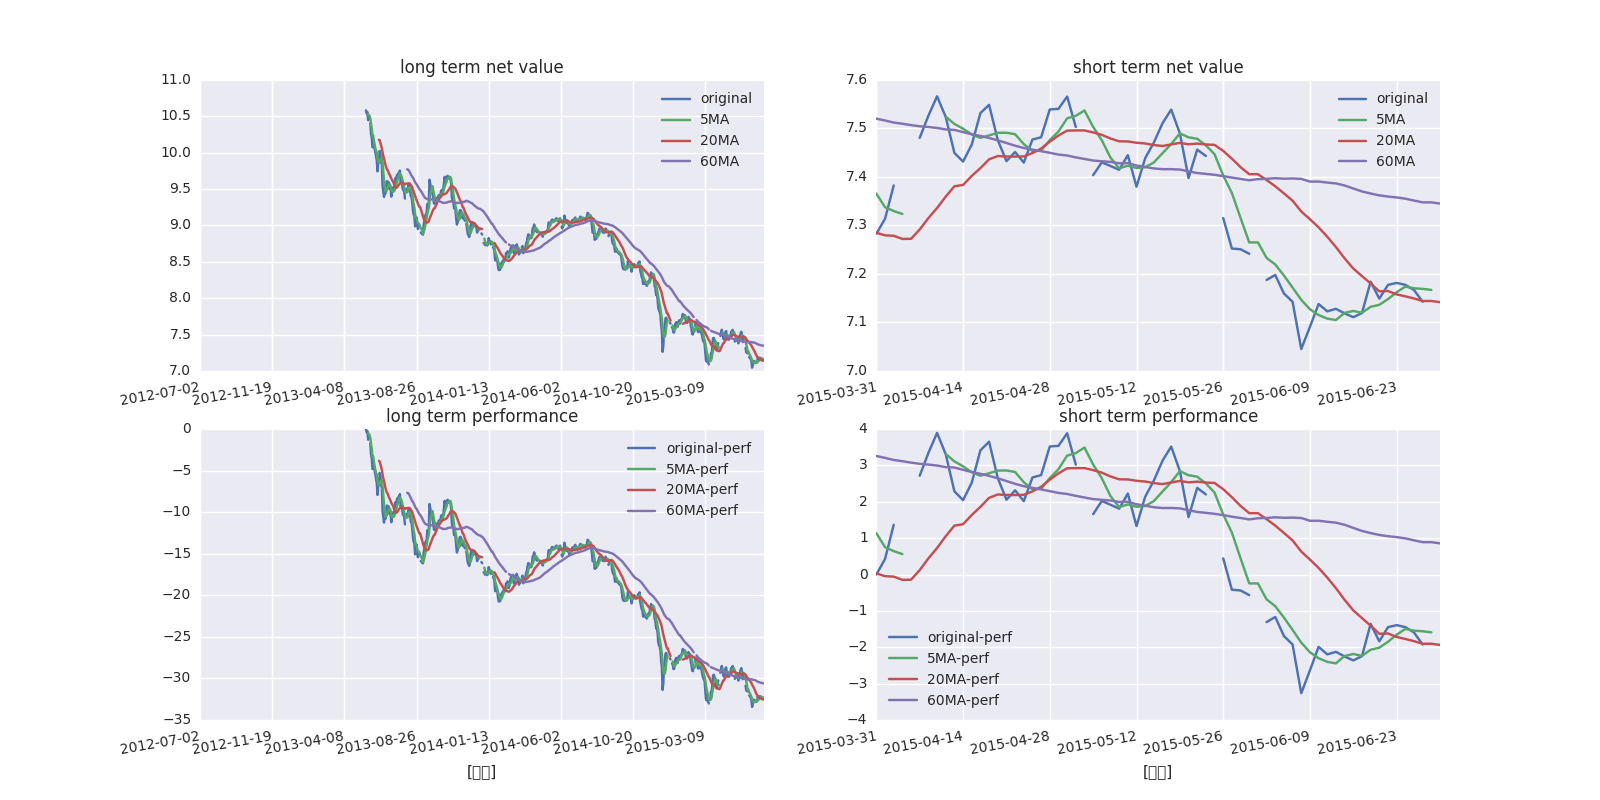 long term net value
11.0
10.5
10.0
9.5
9.0
8.5
8.0
7.5
7.0
original
5MA
20MA
60MA
2012-07-02 2012-11-19 2013-04-08 2013-08-26 2014-01-13 2014-06-02 2014-10-20 2015-03-09
short term net value
7.6
7.5
7.4
7.3
7.2
7.1
7.0
original
5MA
20MA
60MA
2015-03-31 2015-04-14 2015-04-28 2015-05-12 2015-05-26 2015-06-09 2015-06-23
long term performance
0
−5
−10
−15
−20
−25
−30
−35
original-perf
5MA-perf
20MA-perf
60MA-perf
2012-07-02 2012-11-19 2013-04-08 2013-08-26 2014-01-13 2014-06-02 2014-10-20 2015-03-09
[▯▯]
short term performance
4
3
2
1
0
−1
−2
−3
−4
original-perf
5MA-perf
20MA-perf
60MA-perf
2015-03-31 2015-04-14 2015-04-28 2015-05-12 2015-05-26 2015-06-09 2015-06-23
[▯▯]